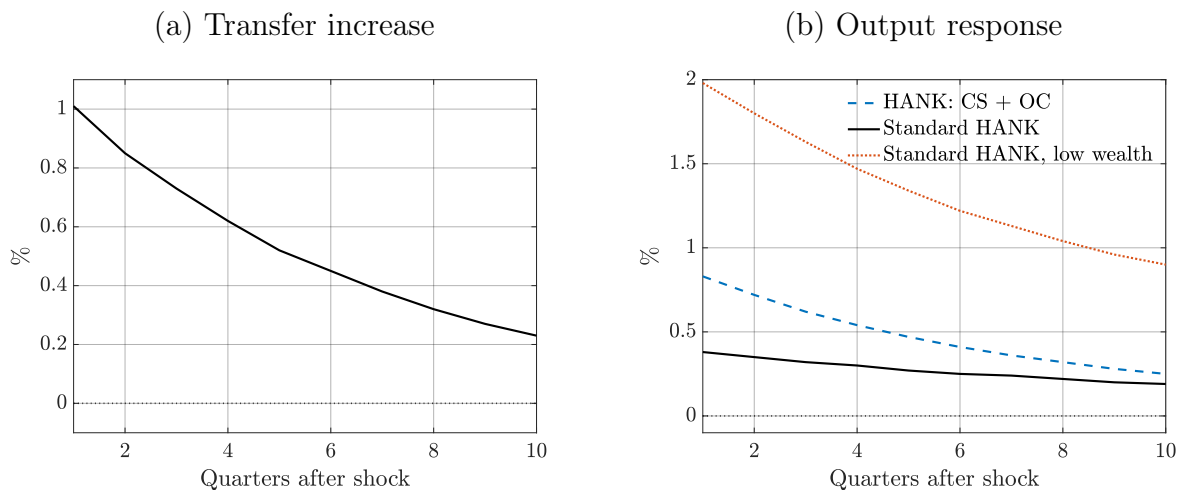 (a) Transfer increase
1
0.8
0.6
0.4
0.2
0
%
2 4 6 8 10
Quarters after shock
(b) Output response
2
1.5
1
0.5
0
%
HANK: CS + OC
Standard HANK
Standard HANK, low wealth
2 4 6 8 10
Quarters after shock